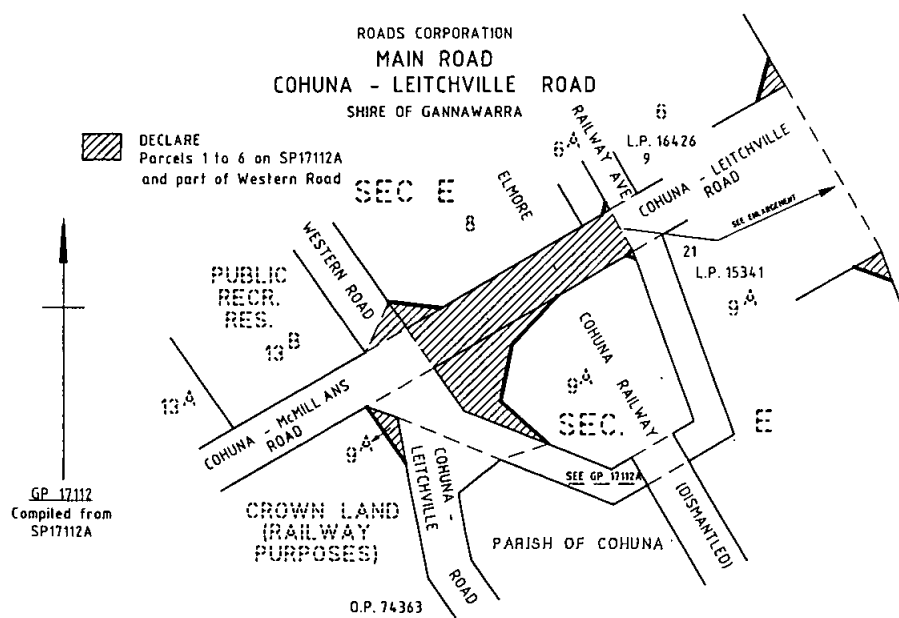 ROADS CORPORATION
MAIN ROAD
COHUNA - LEITCHVILLE ROAD
SHIRE OF GANNAWARRA
DECLARE
Parcels 1 to 6 on SP17112A
and part of Western Road
SEC E
8
ELMORE
6A
RAILWAY AVE
6
L.P. 16426
9
COHUNA - LEITCHVILLE
ROAD
SEE ENLARGEMENT
21
L.P. 15341
9A
WESTERN ROAD
PUBLIC
RECR.
RES.
13B
13A
COHUNA - McMILLANS
ROAD
9A
COHUNA RAILWAY
9A
SEC.
E
COHUNA -
LEITCHVILLE
ROAD
SEE GP 17112A
(DISMANTLED)
CROWN LAND
(RAILWAY
PURPOSES)
PARISH OF COHUNA
O.P. 74363
GP 17112
Compiled from
SP17112A